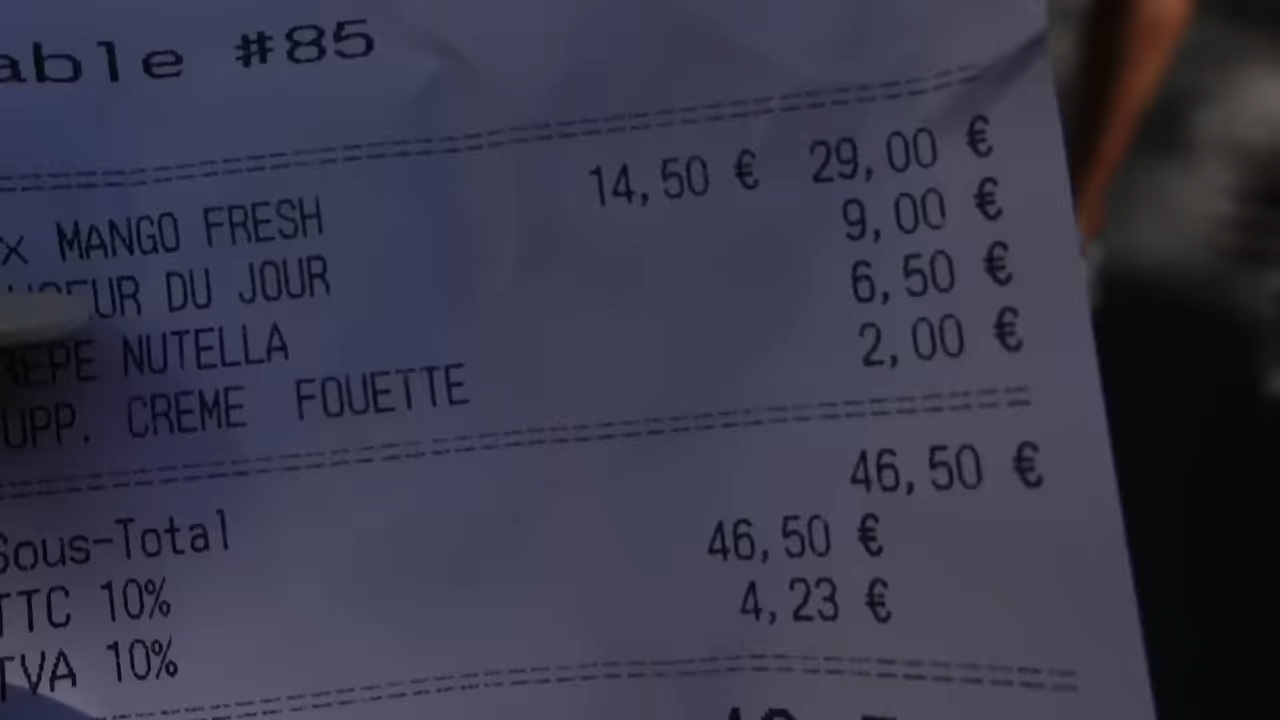 able #85
x MANGO FRESH 14,50 € 29,00 €
DU JOUR 9,00 €
NUTELLA 6,50 €
UPP. CREME FOUETTE 2,00 €
Sous-Total 46,50 €
TTC 10% 46,50 €
TVA 10% 4,23 €